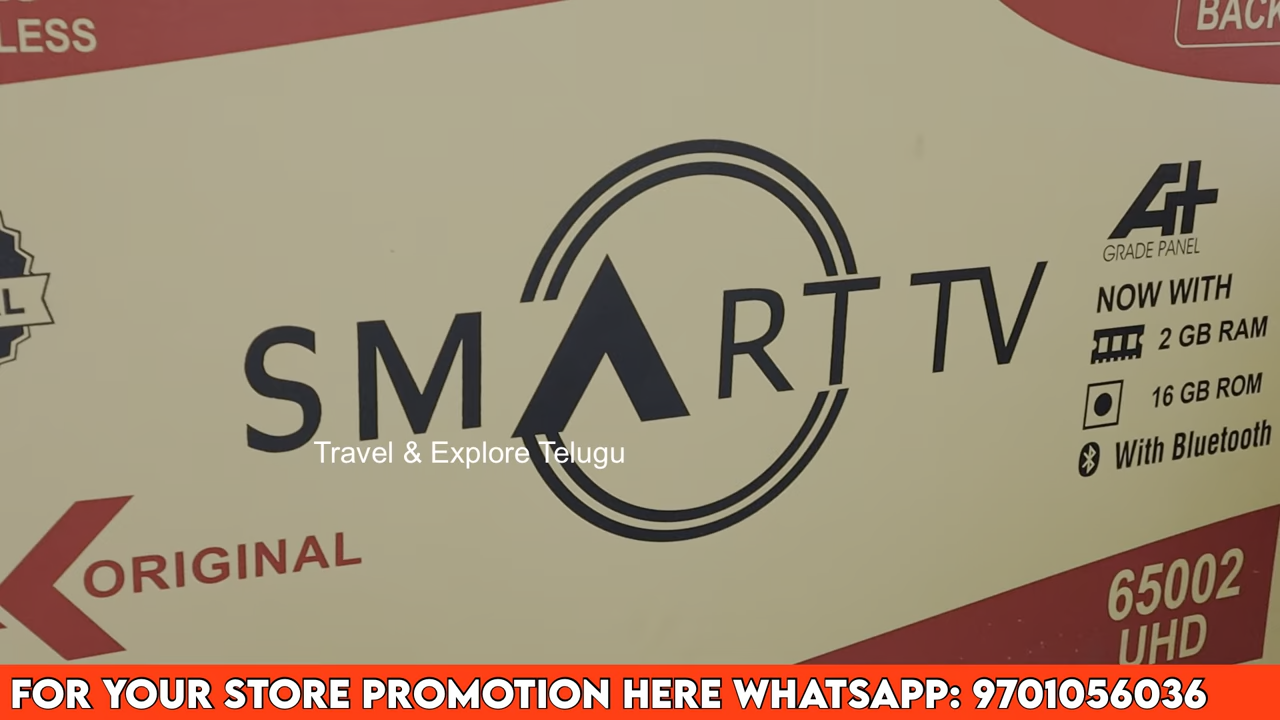 LESS
BACK
SMART TV
A+
GRADE PANEL
NOW WITH
2 GB RAM
16 GB ROM
With Bluetooth
Travel & Explore Telugu
K ORIGINAL
65002
UHD
FOR YOUR STORE PROMOTION HERE WHATSAPP: 9701056036